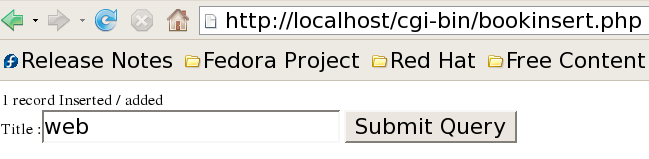 http://localhost/cgi-bin/bookinsert.php
Release Notes Fedora Project Red Hat Free Content
1 record Inserted / added
Title : web Submit Query